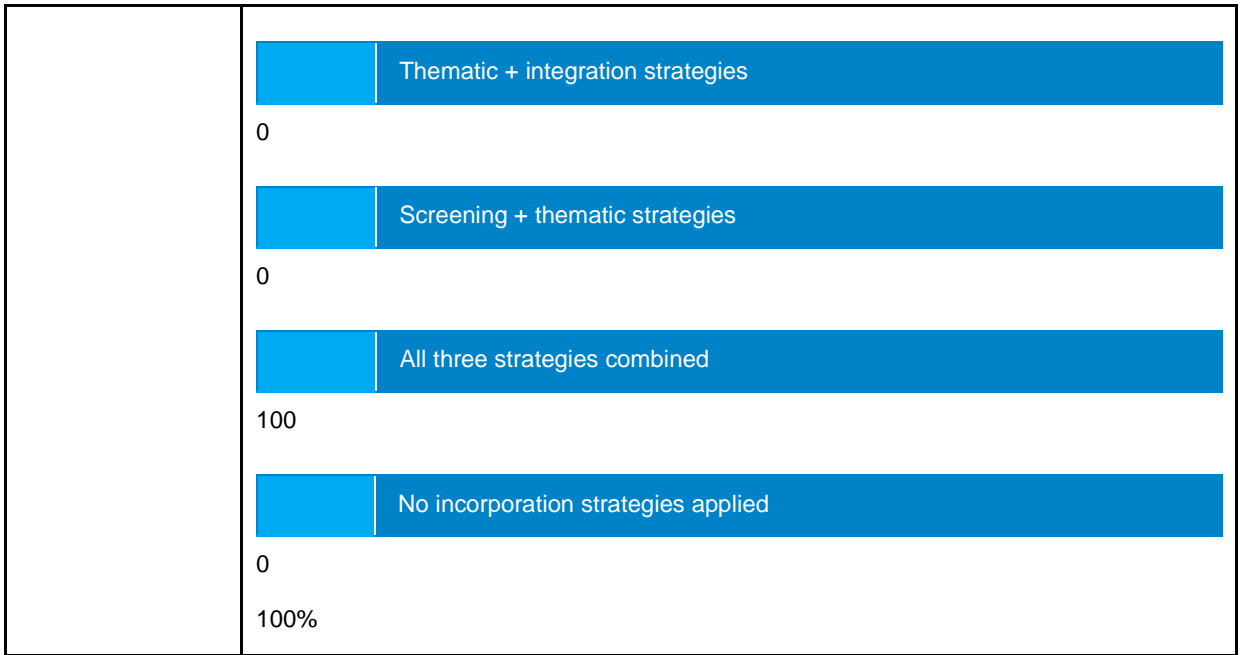 Thematic + integration strategies
0
Screening + thematic strategies
0
All three strategies combined
100
No incorporation strategies applied
0
100%